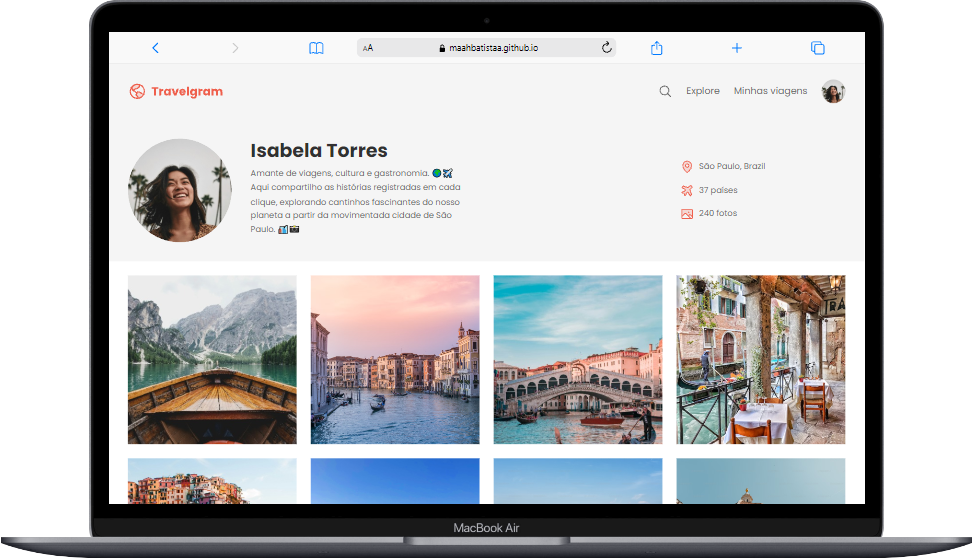 AA
maahbatistaa.github.io
Travelgram
Explore
Minhas viagens
Isabela Torres
Amante de viagens, cultura e gastronomia.
Aqui compartilho as histórias registradas em cada
clique, explorando cantinhos fascinantes do nosso
planeta a partir da movimentada cidade de São
Paulo.
São Paulo, Brazil
37 países
240 fotos
RA
MacBook Air